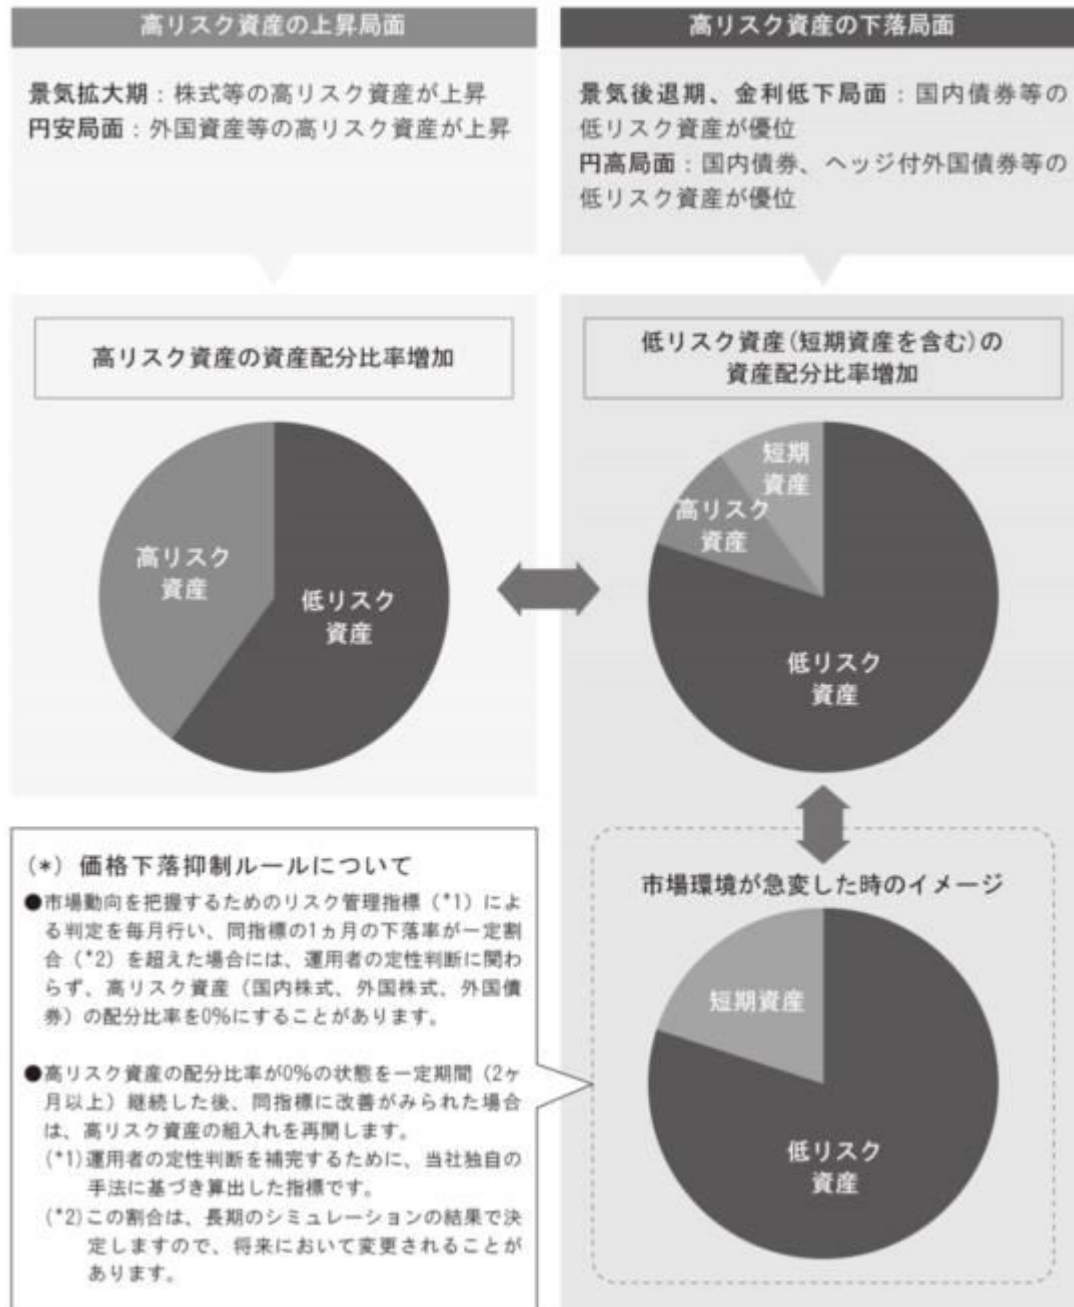 高リスク資産の上昇局面
景気拡大期：株式等の高リスク資産が上昇
円安局面：外国資産等の高リスク資産が上昇
高リスク資産の資産配分比率増加
高リスク
資産
低リスク
資産
高リスク資産の下落局面
景気後退期、金利低下局面：国内債券等の
低リスク資産が優位
円高局面：国内債券、ヘッジ付外国債券等の
低リスク資産が優位
低リスク資産(短期資産を含む)の
資産配分比率増加
短期
資産
高リスク
資産
低リスク
資産
(*) 価格下落抑制ルールについて
●市場動向を把握するためのリスク管理指標（*1）によ
る判定を毎月行い、同指標の1ヵ月の下落率が一定割
合（*2）を超えた場合には、運用者の定性判断に関わ
らず、高リスク資産（国内株式、外国株式、外国債
券）の配分比率を0%にすることがあります。
●高リスク資産の配分比率が0%の状態を一定期間（2ヶ
月以上）継続した後、同指標に改善がみられた場合
は、高リスク資産の組入れを再開します。
(*1)運用者の定性判断を補完するために、当社独自の
手法に基づき算出した指標です。
(*2)この割合は、長期のシミュレーションの結果で決
定しますので、将来において変更されることが
あります。
市場環境が急変した時のイメージ
短期資産
低リスク
資産